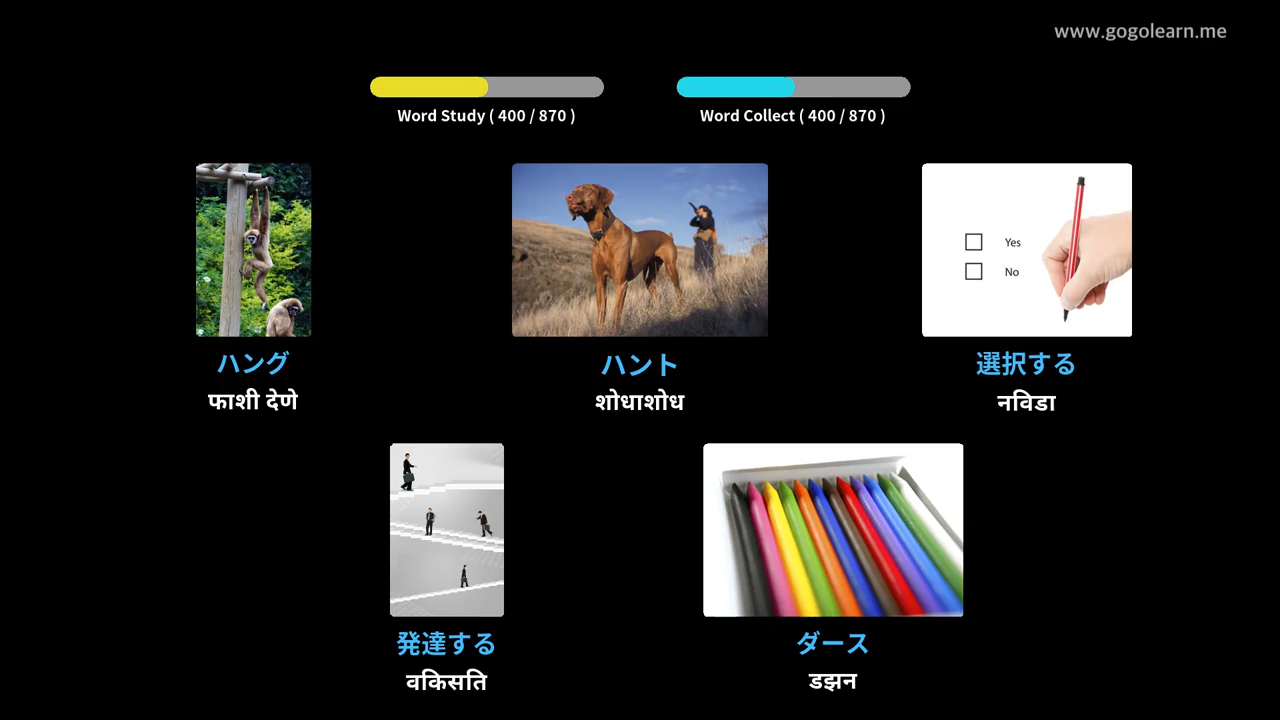 www.gogolearn.me
Word Study ( 400 / 870 )
Word Collect ( 400 / 870 )
Yes
No
ハング
ハント
選択する
फाशी देणे
शोधाशोध
नविडा
発達する
ダース
वकिसति
डझन